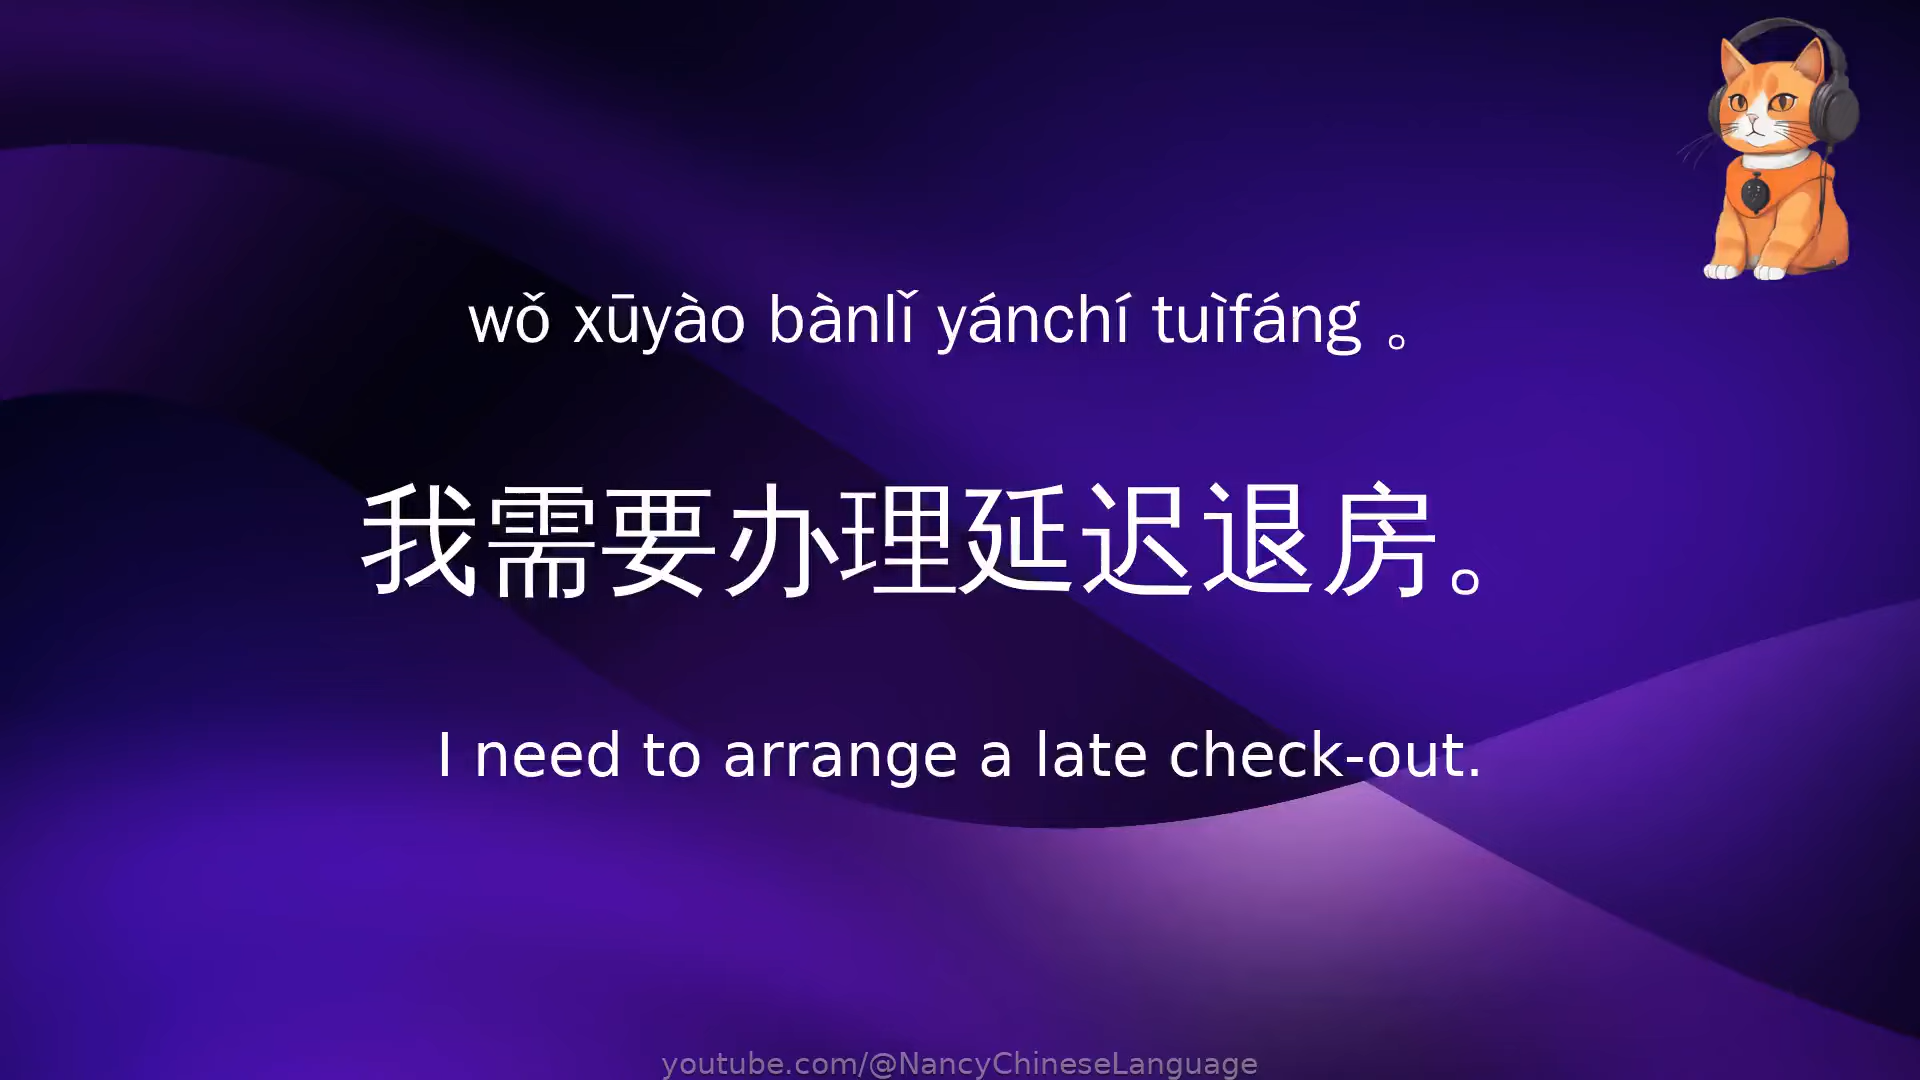 wǒ xūyào bànlǐ yánchí tuìfáng 。
我需要办理延迟退房。
I need to arrange a late check-out.
youtube.com/@NancyChineseLanguage